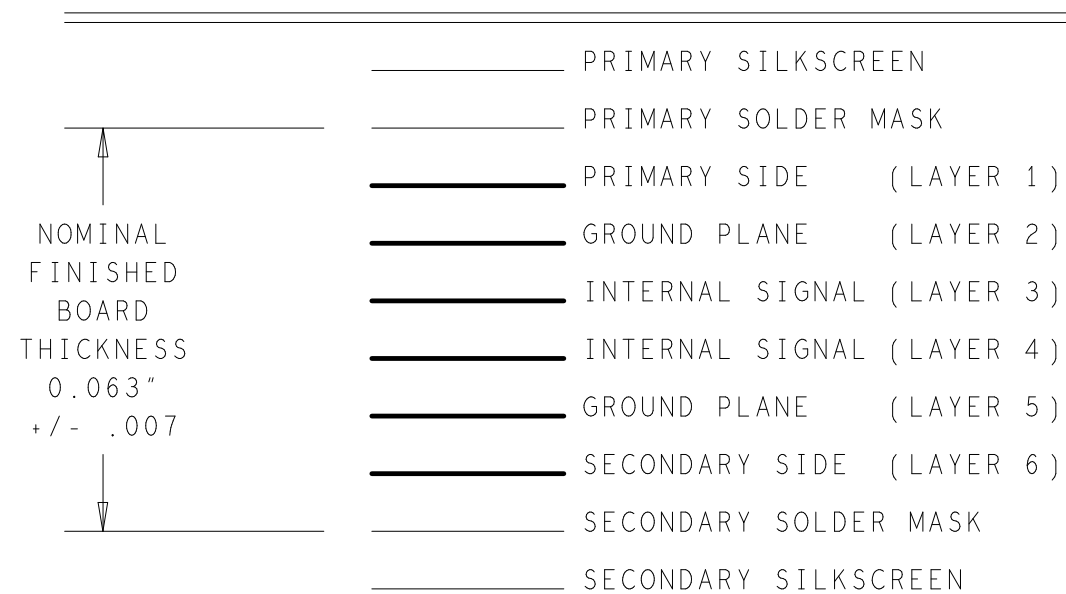 PRIMARY SILKSCREEN
PRIMARY SOLDER MASK
PRIMARY SIDE (LAYER 1)
GROUND PLANE (LAYER 2)
INTERNAL SIGNAL (LAYER 3)
INTERNAL SIGNAL (LAYER 4)
GROUND PLANE (LAYER 5)
SECONDARY SIDE (LAYER 6)
SECONDARY SOLDER MASK
SECONDARY SILKSCREEN
NOMINAL
FINISHED
BOARD
THICKNESS
0.063"
+/- .007